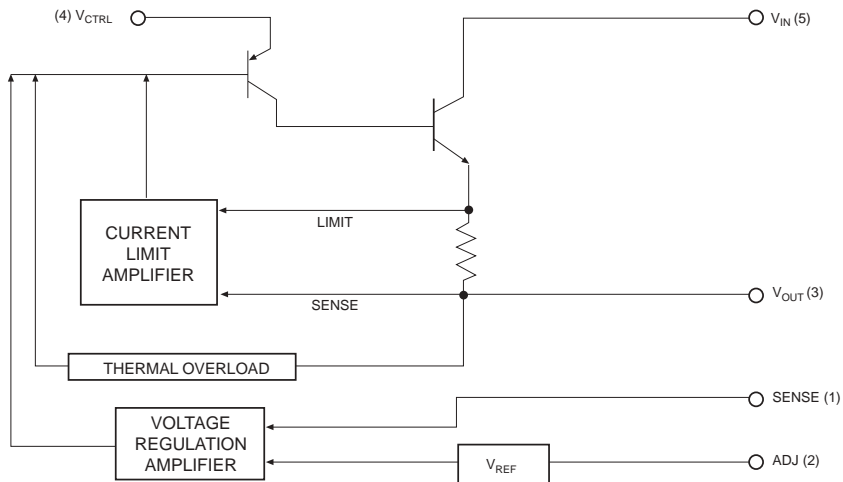 (4) VCTRL
VIN (5)
LIMIT
CURRENT
LIMIT
AMPLIFIER
SENSE
VOUT (3)
THERMAL OVERLOAD
SENSE (1)
VOLTAGE
REGULATION
AMPLIFIER
VREF
ADJ (2)